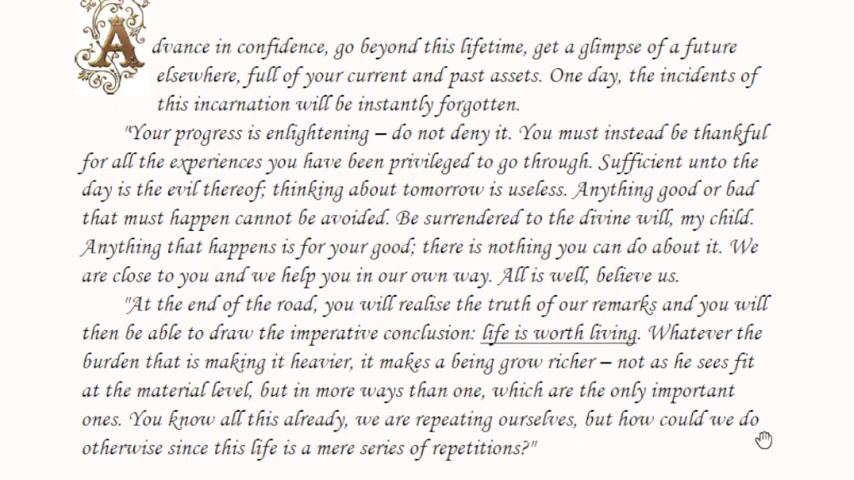 Advance in confidence, go beyond this lifetime, get a glimpse of a future
elsewhere, full of your current and past assets. One day, the incidents of
this incarnation will be instantly forgotten.
"Your progress is enlightening – do not deny it. You must instead be thankful
for all the experiences you have been privileged to go through. Sufficient unto the
day is the evil thereof; thinking about tomorrow is useless. Anything good or bad
that must happen cannot be avoided. Be surrendered to the divine will, my child.
Anything that happens is for your good; there is nothing you can do about it. We
are close to you and we help you in our own way. All is well, believe us.
"At the end of the road, you will realise the truth of our remarks and you will
then be able to draw the imperative conclusion: life is worth living. Whatever the
burden that is making it heavier, it makes a being grow richer – not as he sees fit
at the material level, but in more ways than one, which are the only important
ones. You know all this already, we are repeating ourselves, but how could we do
otherwise since this life is a mere series of repetitions?"